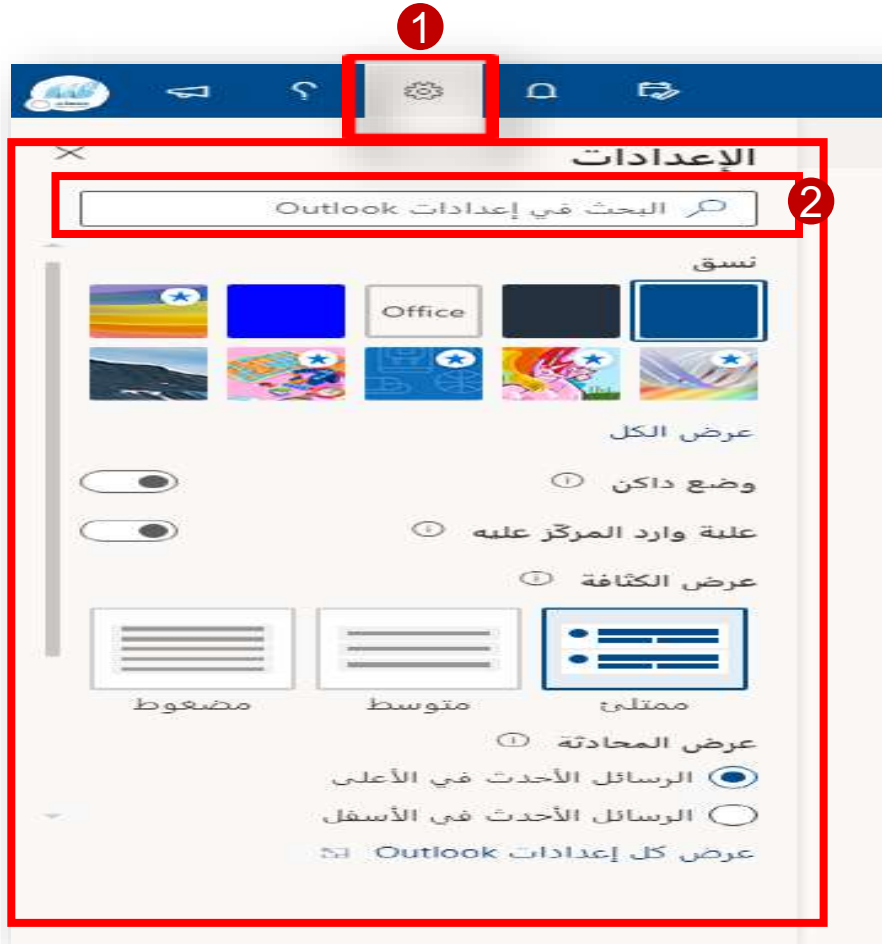 1
الإعدادات
2
البحث في إعدادات Outlook
نسق
Office
عرض الكل
وضع داكن
علبة وارد المركّز عليه
عرض الكثافة
ممتلئ
متوسط
مضغوط
عرض المحادثة
الرسائل الأحدث في الأعلى
الرسائل الأحدث في الأسفل
عرض كل إعدادات Outlook